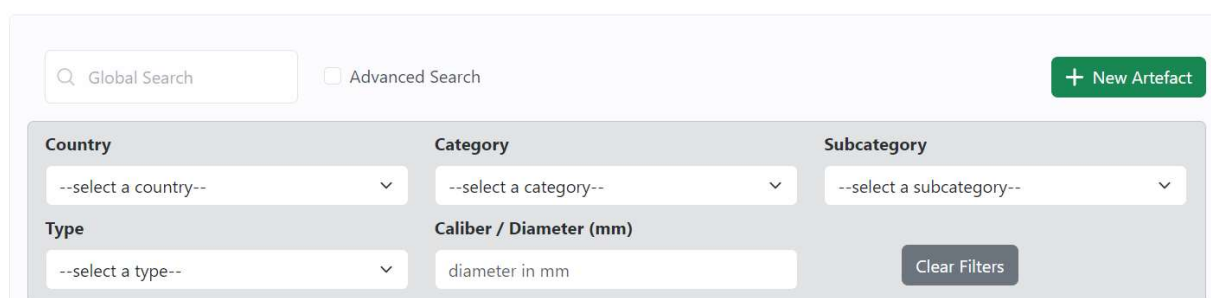 Global Search
Advanced Search
+ New Artefact
Country
Category
Subcategory
--select a country--
--select a category--
--select a subcategory--
Type
Caliber / Diameter (mm)
--select a type--
diameter in mm
Clear Filters